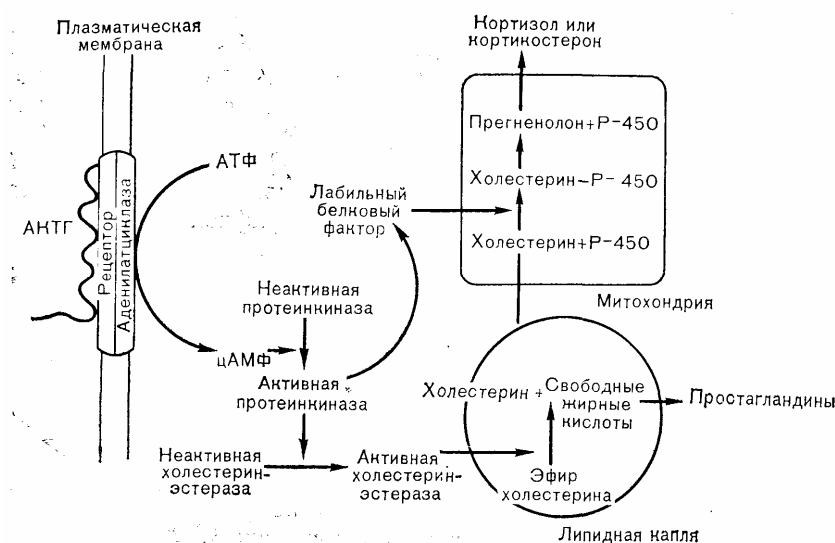 Плазматическая
мембрана
АКТГ
Рецептор
Аденилатциклаза
АТФ
цАМФ
Неактивная
протеинкиназа
Активная
протеинкиназа
Лабильный
белковый
фактор
Неактивная
холестерин-
эстераза
Активная
холестерин-
эстераза
Кортизол или
кортикостерон
Прегненолон+Р-450
Холестерин-Р-450
Холестерин+Р-450
Митохондрия
Холестерин +
Свободные
жирные
кислоты
Простагландины
Эфир
холестерина
Липидная капля